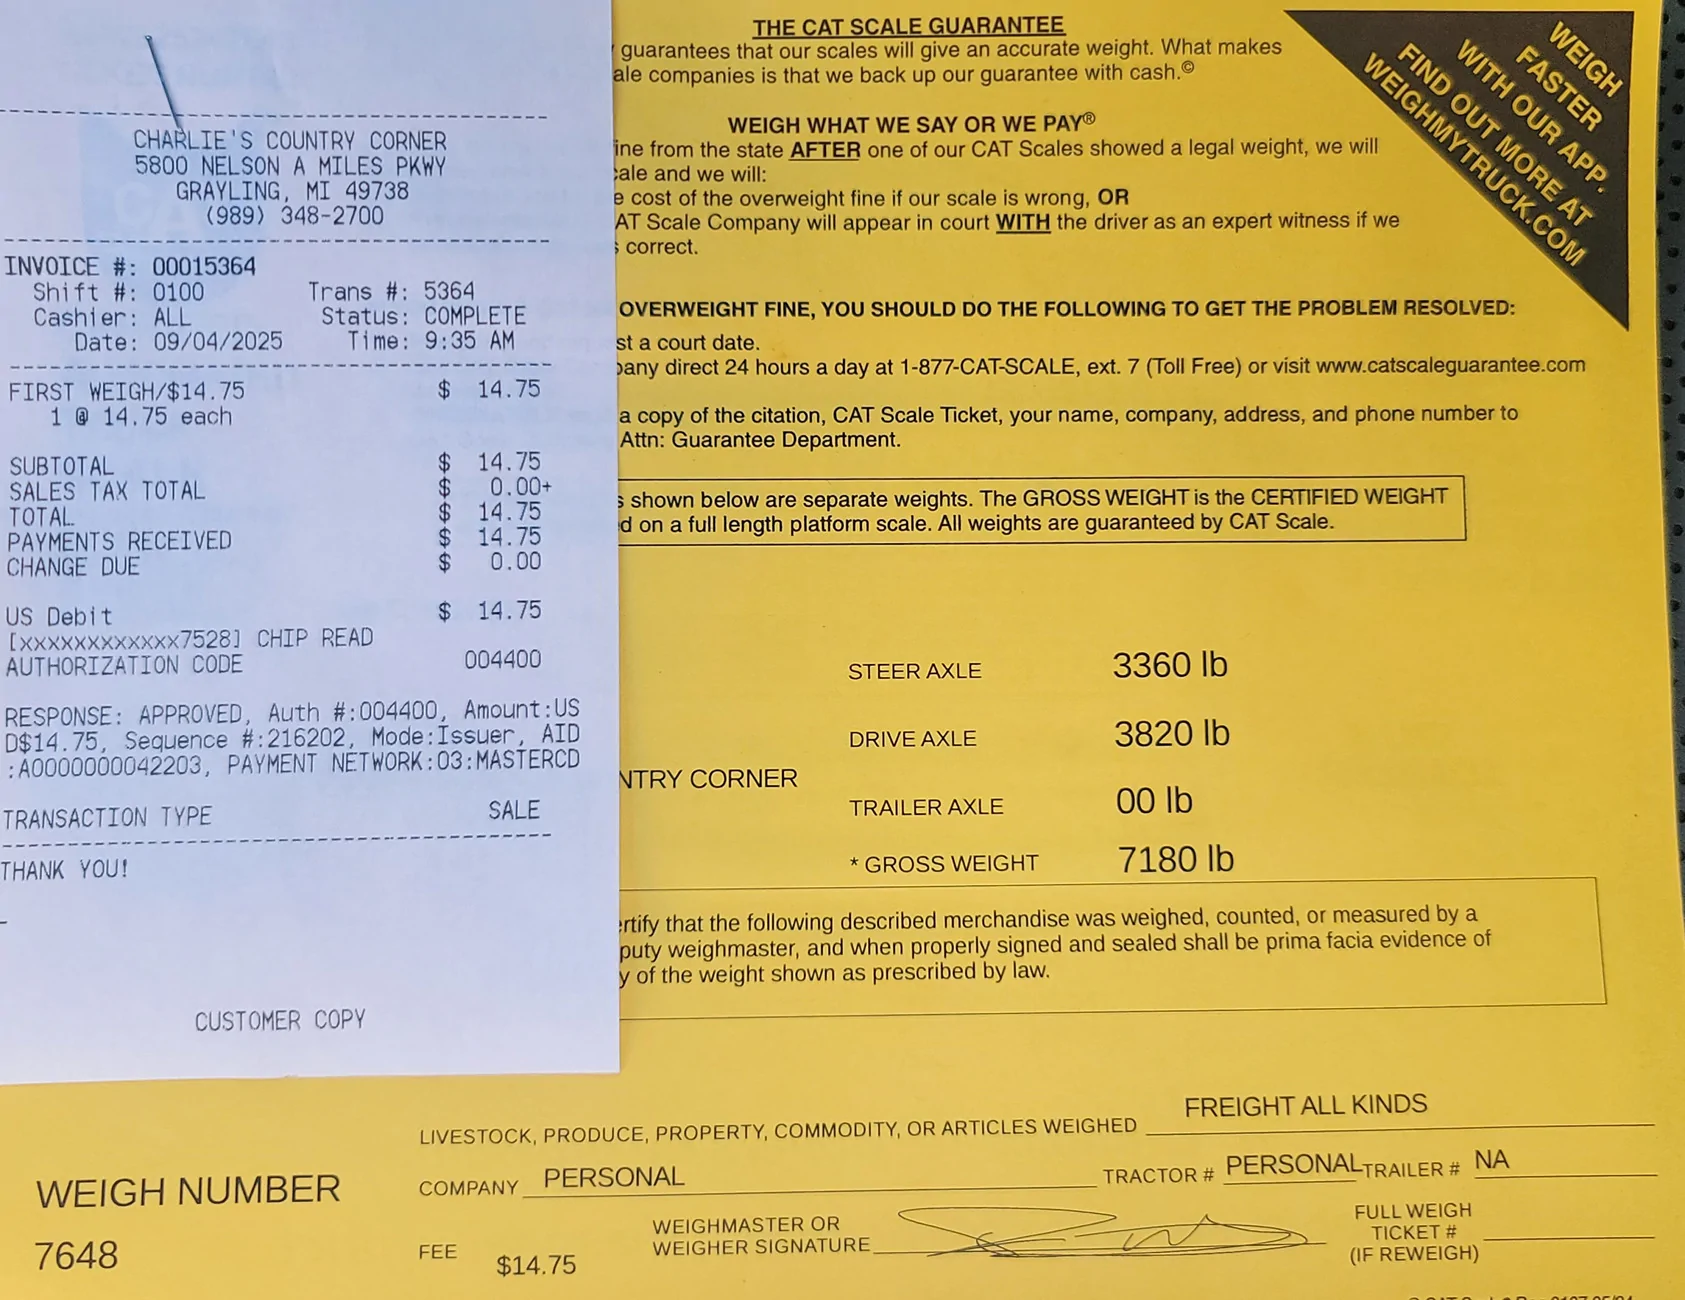 CHARLIE'S COUNTRY CORNER
5800 NELSON A MILES PKWY
GRAYLING, MI 49738
(989) 348-2700
INVOICE #: 00015364
Shift #: 0100 Trans #: 5364
Cashier: ALL Status: COMPLETE
Date: 09/04/2025 Time: 9:35 AM
FIRST WEIGH/$14.75 $ 14.75
1 @ 14.75 each
SUBTOTAL $ 14.75
SALES TAX TOTAL $ 0.00+
TOTAL $ 14.75
PAYMENTS RECEIVED $ 14.75
CHANGE DUE $ 0.00
US Debit $ 14.75
[xxxxxxxxxxxx7528] CHIP READ
AUTHORIZATION CODE 004400
RESPONSE: APPROVED, Auth #:004400, Amount:US
D$14.75, Sequence #:216202, Mode:Issuer, AID
:A0000000042203, PAYMENT NETWORK:03:MASTERCD
TRANSACTION TYPE SALE
THANK YOU!
CUSTOMER COPY
THE CAT SCALE GUARANTEE
guarantees that our scales will give an accurate weight. What makes
ale companies is that we back up our guarantee with cash.©
WEIGH WHAT WE SAY OR WE PAY®
ine from the state AFTER one of our CAT Scales showed a legal weight, we will
cale and we will:
e cost of the overweight fine if our scale is wrong, OR
AT Scale Company will appear in court WITH the driver as an expert witness if we
s correct.
OVERWEIGHT FINE, YOU SHOULD DO THE FOLLOWING TO GET THE PROBLEM RESOLVED:
st a court date.
pany direct 24 hours a day at 1-877-CAT-SCALE, ext. 7 (Toll Free) or visit www.catscaleguarantee.com
a copy of the citation, CAT Scale Ticket, your name, company, address, and phone number to
Attn: Guarantee Department.
s shown below are separate weights. The GROSS WEIGHT is the CERTIFIED WEIGHT
d on a full length platform scale. All weights are guaranteed by CAT Scale.
WEIGH
FASTER
WITH OUR APP.
FIND OUT MORE AT
WEIGHMYTRUCK.COM
STEER AXLE 3360 lb
DRIVE AXLE 3820 lb
NTRY CORNER
TRAILER AXLE 00 lb
* GROSS WEIGHT 7180 lb
ertify that the following described merchandise was weighed, counted, or measured by a
puty weighmaster, and when properly signed and sealed shall be prima facia evidence of
y of the weight shown as prescribed by law.
LIVESTOCK, PRODUCE, PROPERTY, COMMODITY, OR ARTICLES WEIGHED FREIGHT ALL KINDS
COMPANY PERSONAL TRACTOR # PERSONAL TRAILER # NA
WEIGH NUMBER
7648
FEE $14.75
WEIGHMASTER OR
WEIGHER SIGNATURE
FULL WEIGH
TICKET #
(IF REWEIGH)